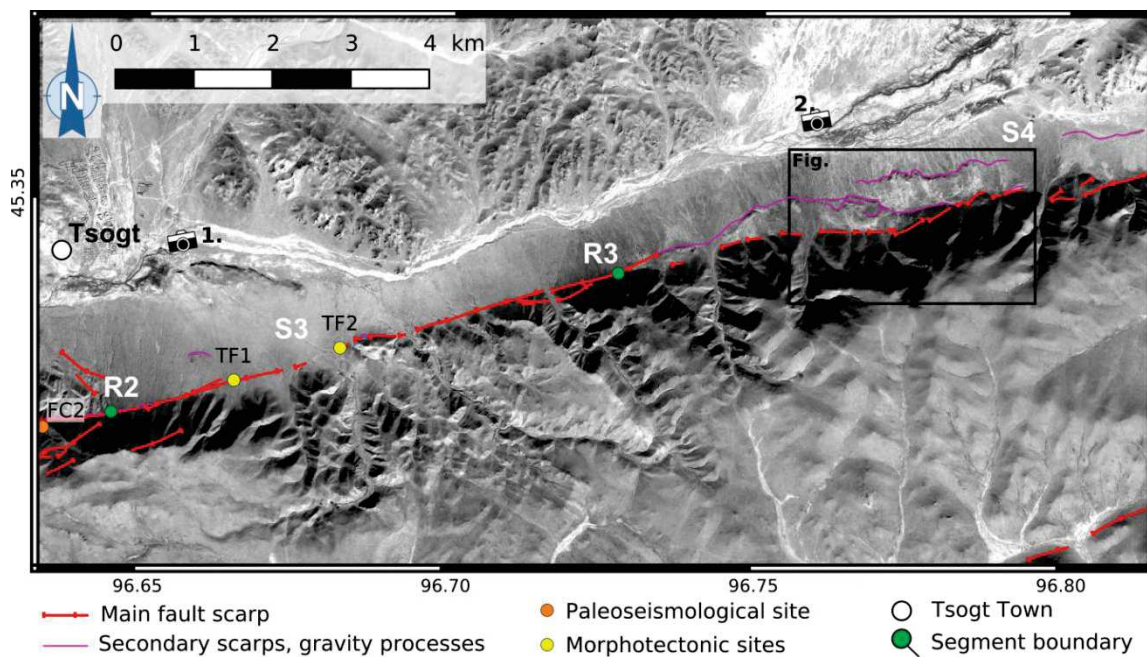 0 1 2 3 4 km
N
2.
S4
Fig.
45.35
Tsogt
1.
R3
TF2
S3
TF1
R2
FC2
96.65 96.70 96.75 96.80
Main fault scarp
Paleoseismological site
Tsogt Town
Secondary scarps, gravity processes
Morphotectonic sites
Segment boundary